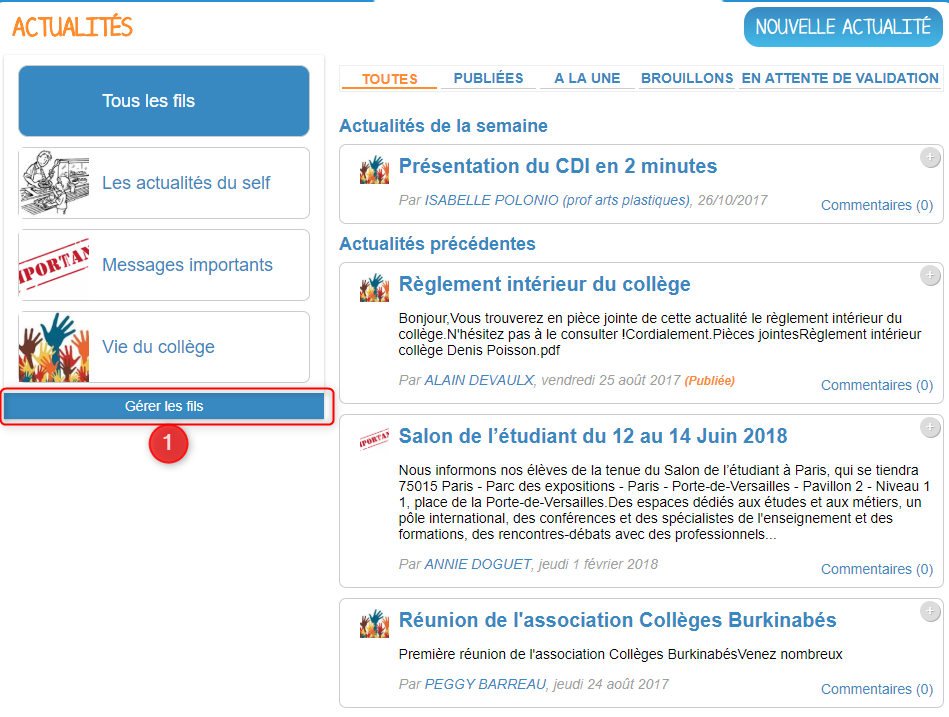 ACTUALITÉS
NOUVELLE ACTUALITÉ
Tous les fils
Les actualités du self
Messages importants
Vie du collège
Gérer les fils
1
TOUTES PUBLIÉES A LA UNE BROUILLONS EN ATTENTE DE VALIDATION
Actualités de la semaine
Présentation du CDI en 2 minutes
Par ISABELLE POLONIO (prof arts plastiques), 26/10/2017
Commentaires (0)
Actualités précédentes
Règlement intérieur du collège
Bonjour,Vous trouverez en pièce jointe de cette actualité le règlement intérieur du
collège.N'hésitez pas à le consulter !Cordialement.Pièces jointesRèglement intérieur
collège Denis Poisson.pdf
Par ALAIN DEVAULX, vendredi 25 août 2017 (Publiée)
Commentaires (0)
Salon de l’étudiant du 12 au 14 Juin 2018
Nous informons nos élèves de la tenue du Salon de l’étudiant à Paris, qui se tiendra
75015 Paris - Parc des expositions - Paris - Porte-de-Versailles - Pavillon 2 - Niveau 1
1, place de la Porte-de-Versailles.Des espaces dédiés aux études et aux métiers, un
pôle international, des conférences et des spécialistes de l'enseignement et des
formations, des rencontres-débats avec des professionnels...
Par ANNIE DOGUET, jeudi 1 février 2018
Commentaires (0)
Réunion de l'association Collèges Burkinabés
Première réunion de l'association Collèges BurkinabésVenez nombreux
Par PEGGY BARREAU, jeudi 24 août 2017
Commentaires (0)